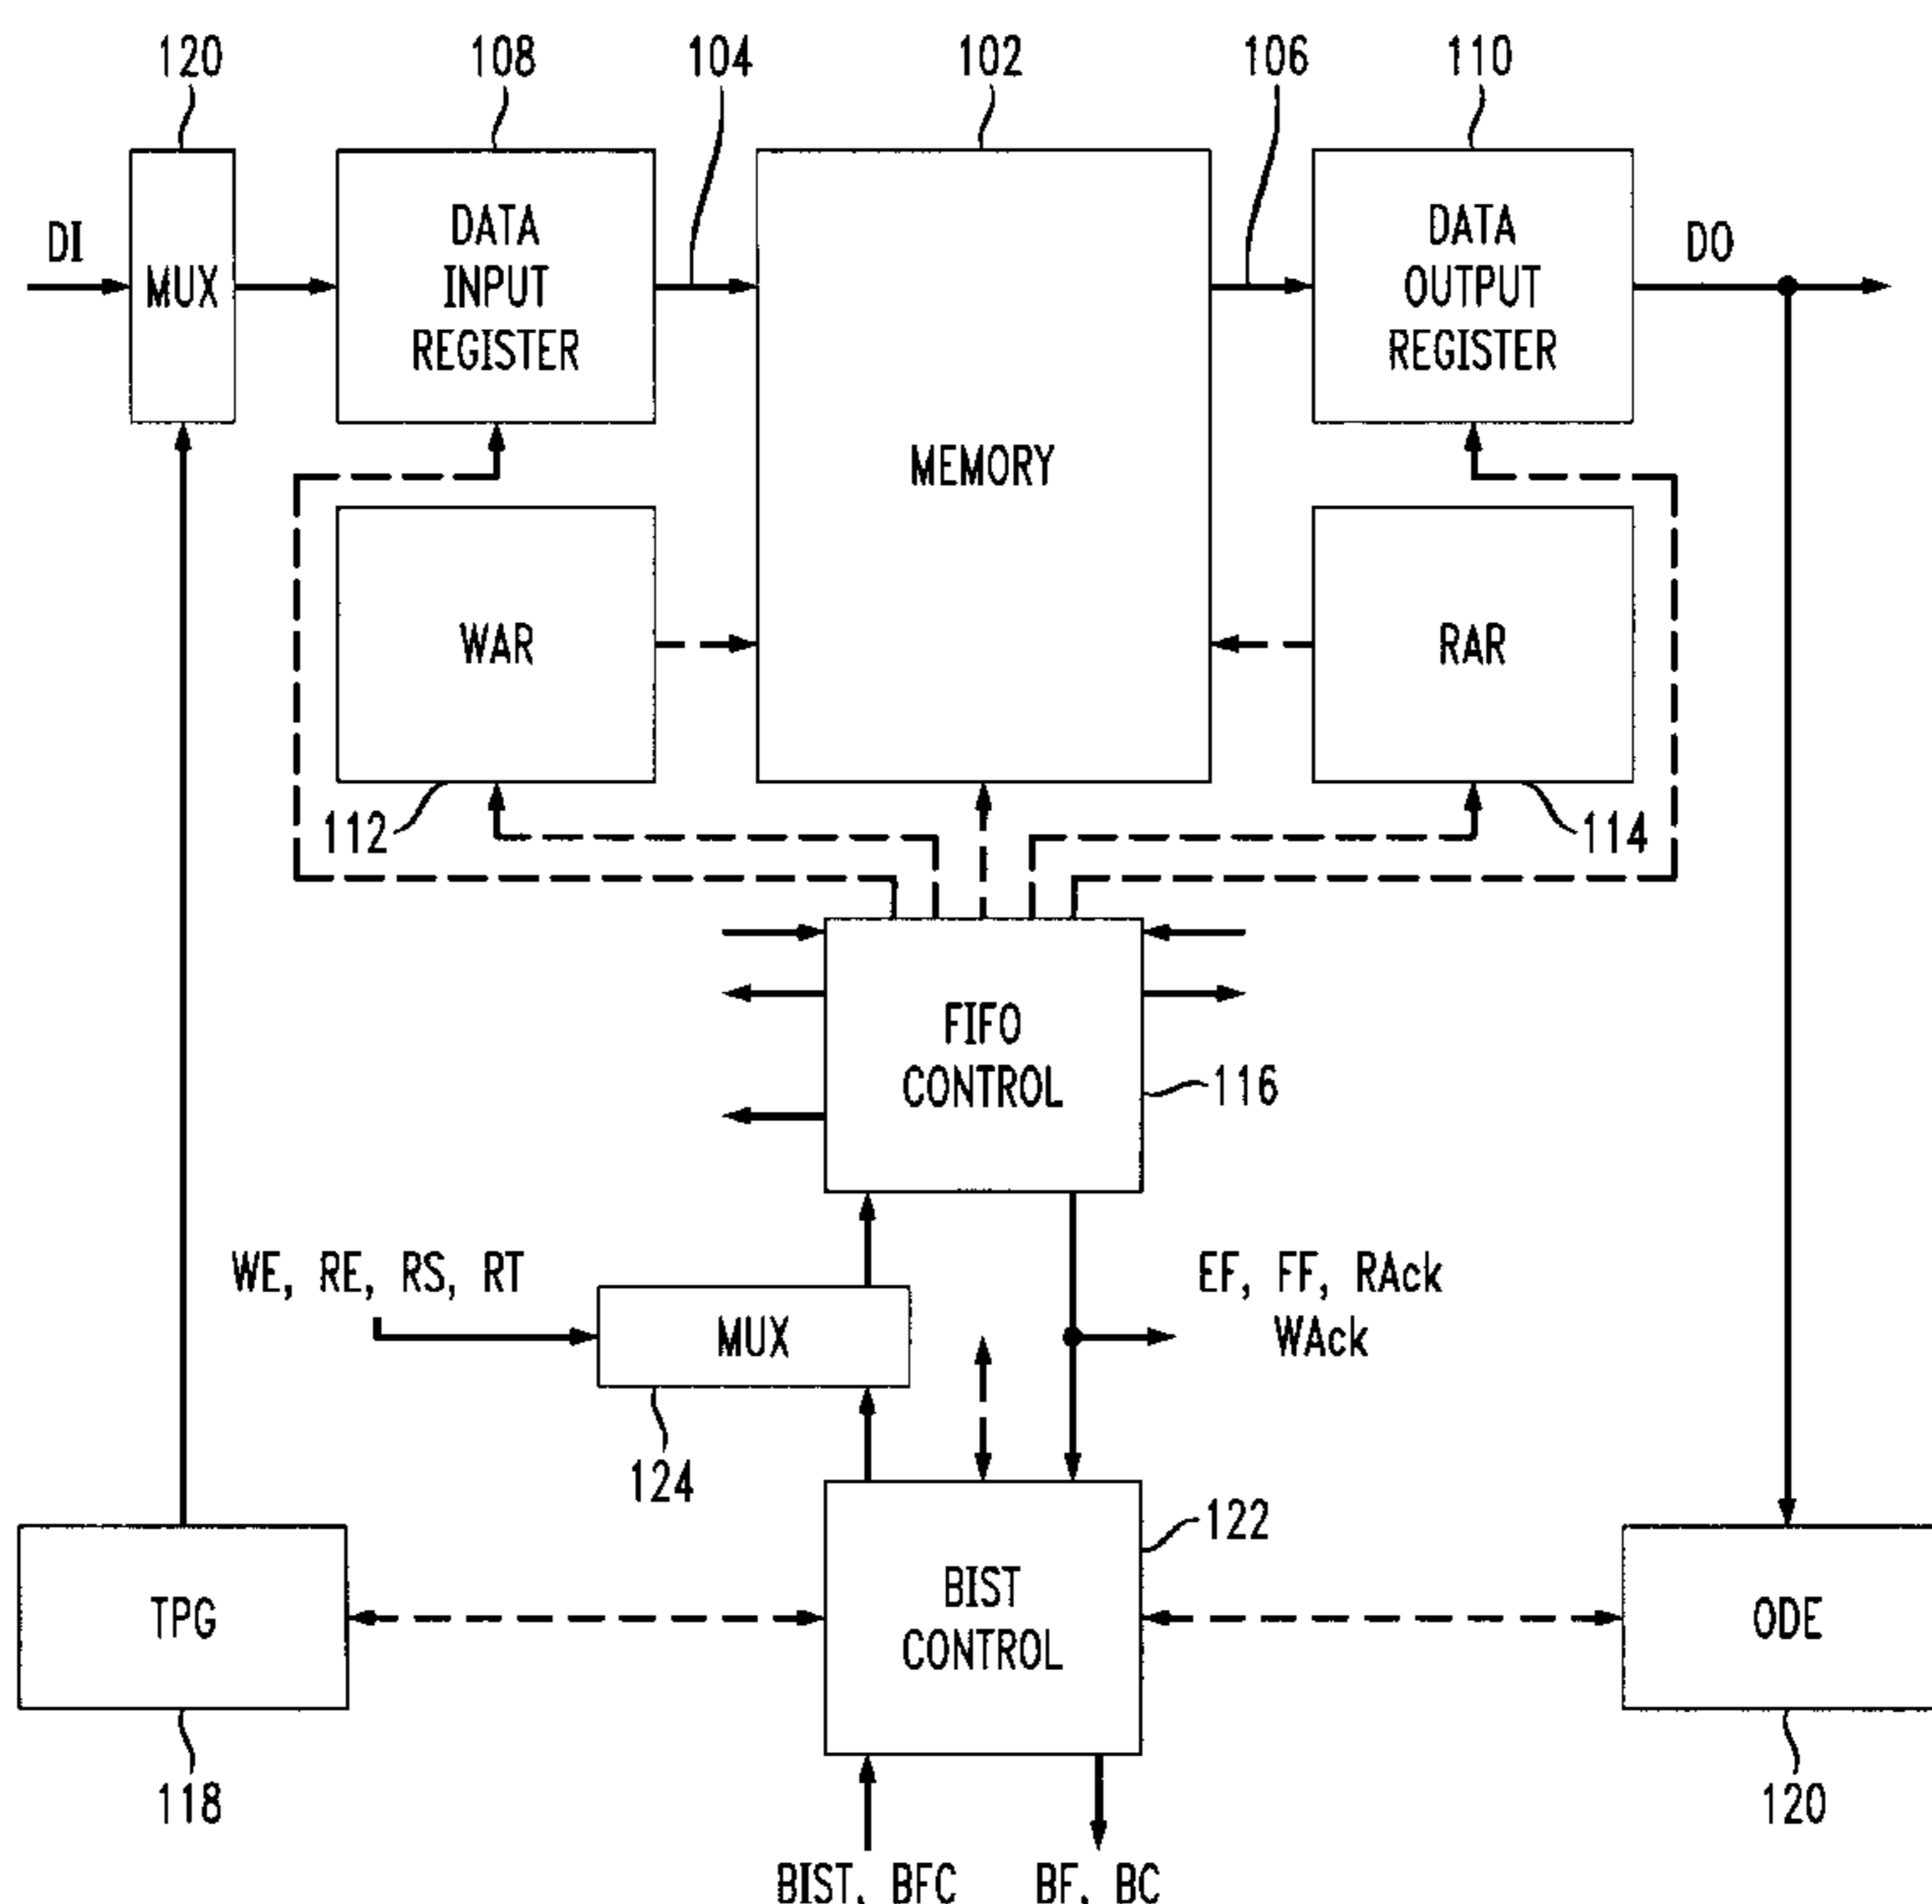 120
108
104
102
106
110
DI
MUX
DATA
INPUT
REGISTER
MEMORY
DATA
OUTPUT
REGISTER
DO
WAR
RAR
112
114
FIFO
CONTROL
116
WE, RE, RS, RT
MUX
EF, FF, RAck
WAck
124
122
TPG
BIST
CONTROL
ODE
118
120
BIST, BFC
BF, BC